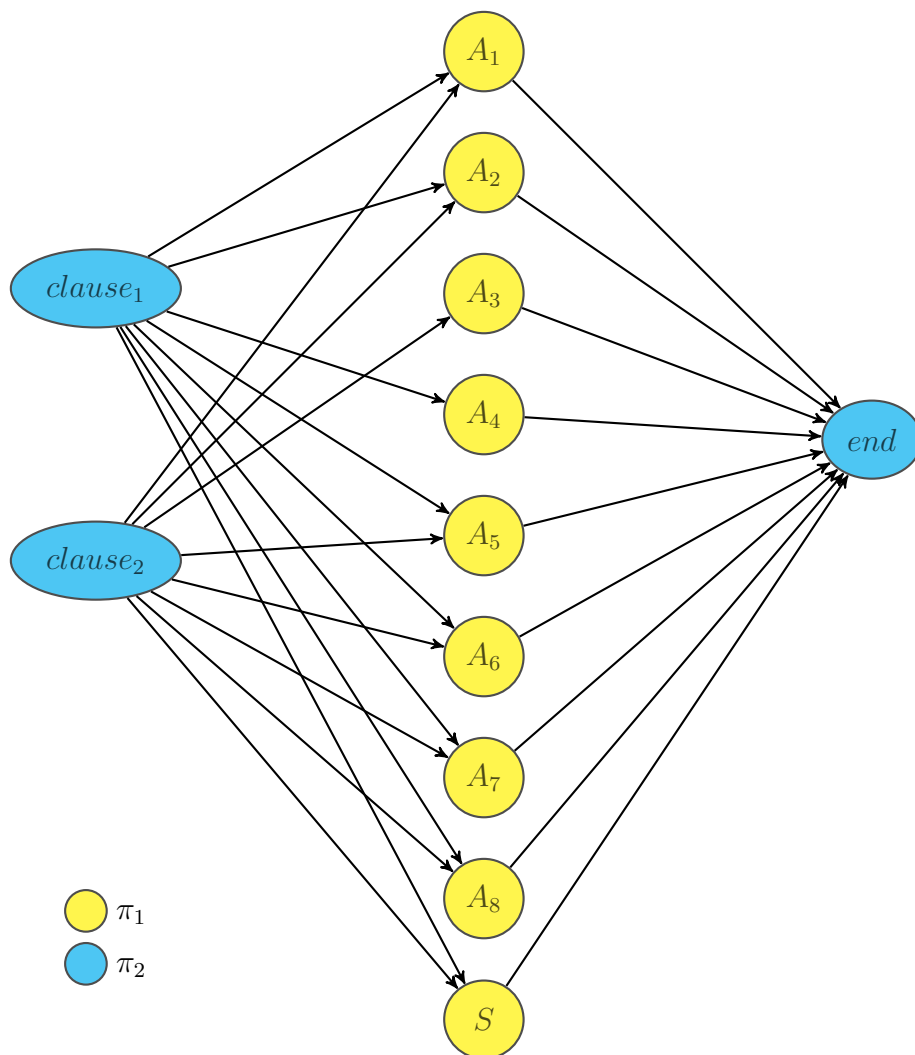 A₁
A₂
clause₁
A₃
A₄
end
A₅
clause₂
A₆
A₇
A₈
π₁
π₂
S